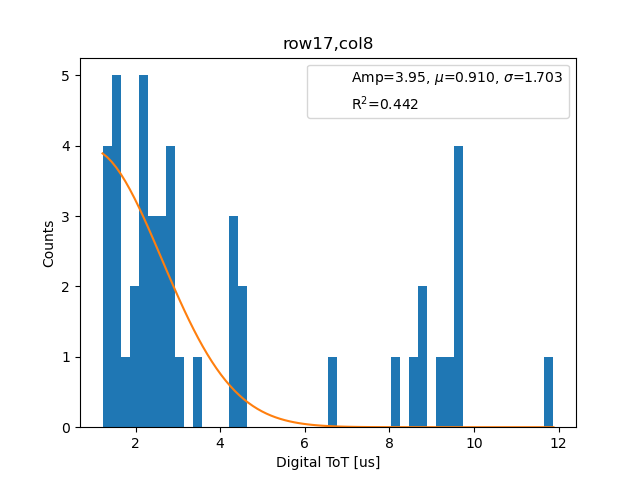 row17,col8
Amp=3.95, μ=0.910, σ=1.703
R²=0.442
Counts
5
4
3
2
1
0
2
4
6
8
10
12
Digital ToT [us]